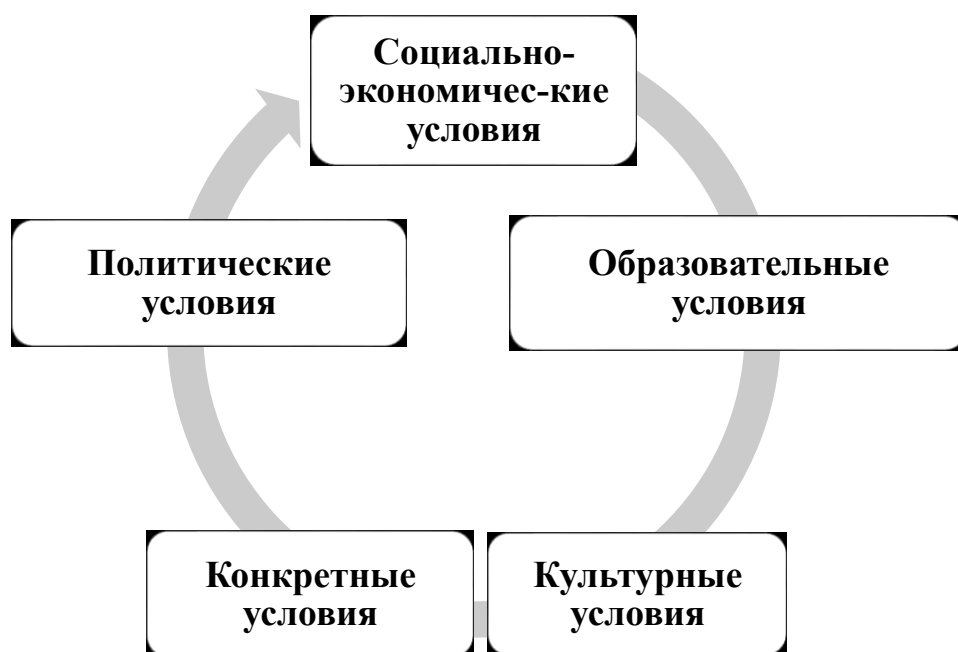 Социально-
экономичес-кие
условия
Политические
условия
Образовательные
условия
Конкретные
условия
Культурные
условия